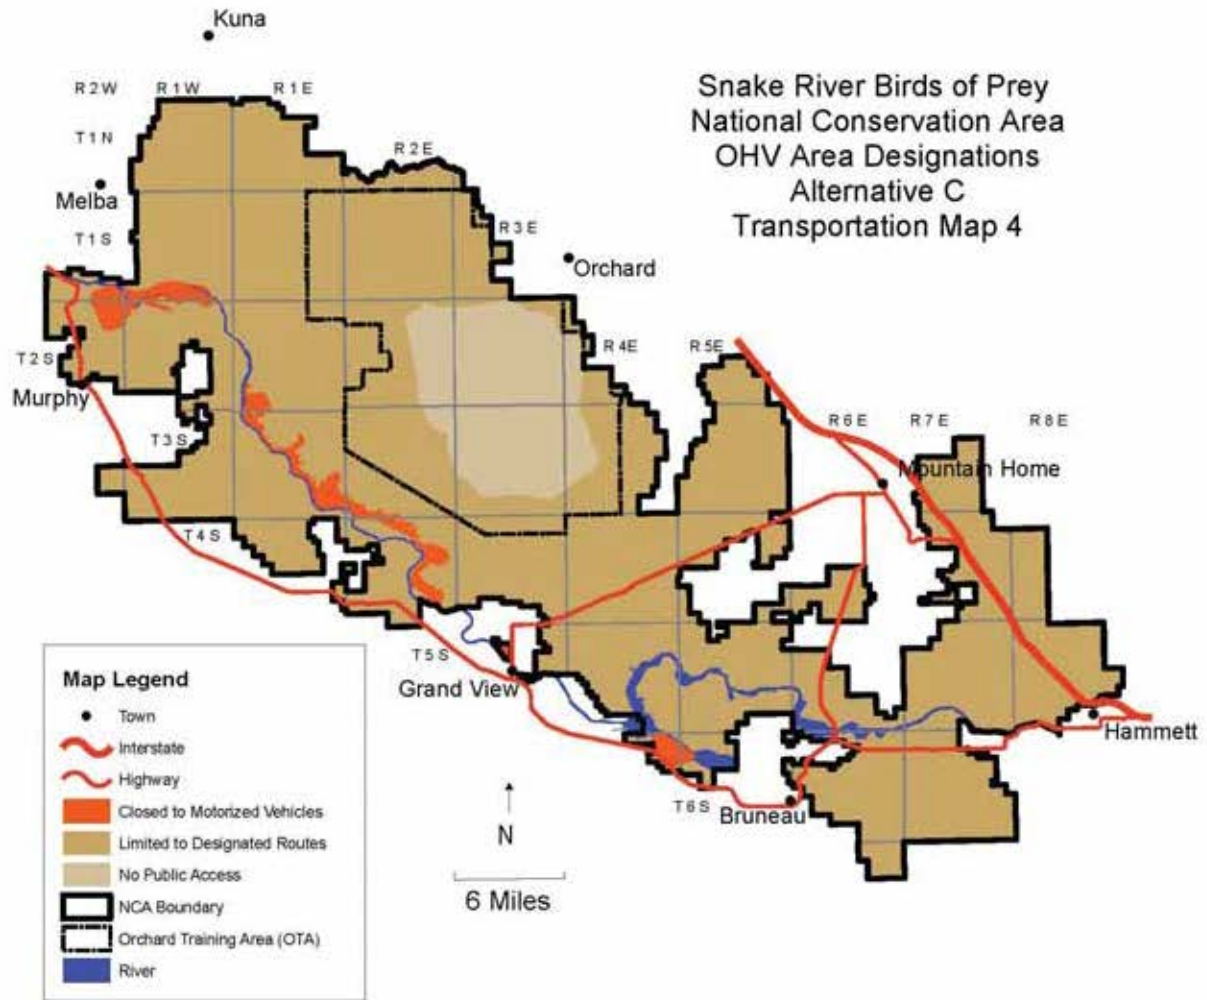 Kuna
R 2 W
R 1 W
R 1 E
Snake River Birds of Prey
National Conservation Area
OHV Area Designations
Alternative C
Transportation Map 4
T 1 N
R 2 E
Melba
T 1 S
R 3 E
Orchard
T 2 S
R 4 E
R 5 E
Murphy
R 6 E
R 7 E
R 8 E
T 3 S
Mountain Home
T 4 S
T 5 S
Grand View
Hammett
T 6 S
Bruneau
N
6 Miles
Map Legend
Town
Interstate
Highway
Closed to Motorized Vehicles
Limited to Designated Routes
No Public Access
NCA Boundary
Orchard Training Area (OTA)
River